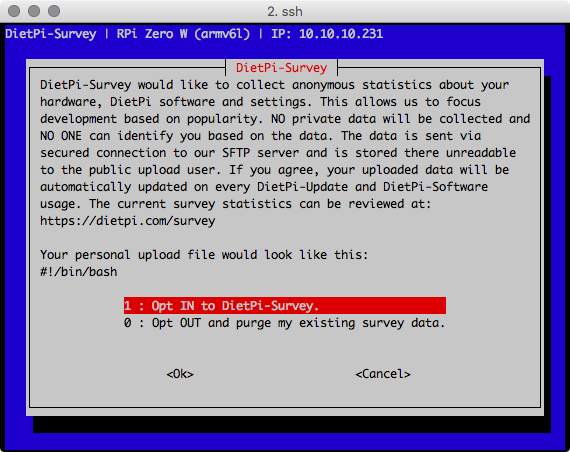 2. ssh
DietPi-Survey | RPi Zero W (armv6l) | IP: 10.10.10.231
DietPi-Survey
DietPi-Survey would like to collect anonymous statistics about your
hardware, DietPi software and settings. This allows us to focus
development based on popularity. NO private data will be collected and
NO ONE can identify you based on the data. The data is sent via
secured connection to our SFTP server and is stored there unreadable
to the public upload user. If you agree, your uploaded data will be
automatically updated on every DietPi-Update and DietPi-Software
usage. The current survey statistics can be reviewed at:
https://dietpi.com/survey
Your personal upload file would look like this:
#!/bin/bash
1 : Opt IN to DietPi-Survey.
0 : Opt OUT and purge my existing survey data.
<Ok> <Cancel>